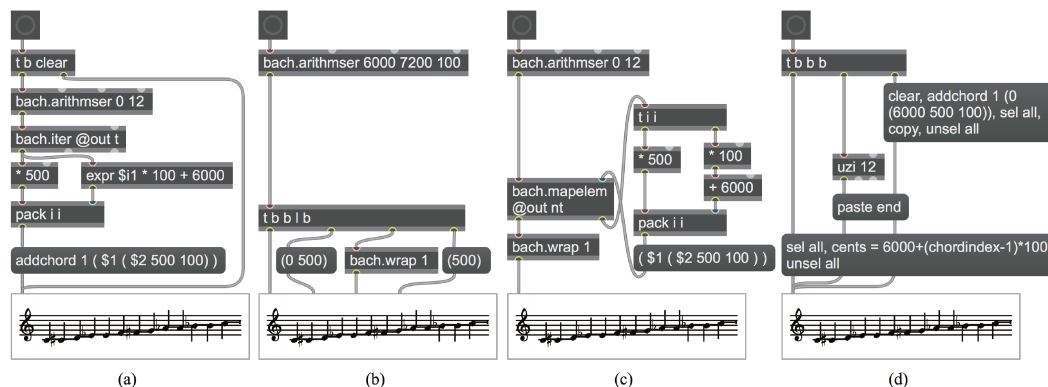 t b clear
bach.arithmser 0 12
bach.iter @out t
* 500
expr $i1 * 100 + 6000
pack i i
addchord 1 ( $1 ( $2 500 100) )
(a)
bach.arithmser 6000 7200 100
t b b l b
(0 500)
bach.wrap 1
(500)
(b)
bach.arithmser 0 12
t i i
* 500
* 100
+ 6000
bach.mapelem
@out nt
pack i i
bach.wrap 1
( $1 ( $2 500 100 ) )
(c)
t b b b
clear, addchord 1 (0
(6000 500 100)), sel all,
copy, unsel all
uzi 12
paste end
sel all, cents = 6000+(chordindex-1)*100
unsel all
(d)